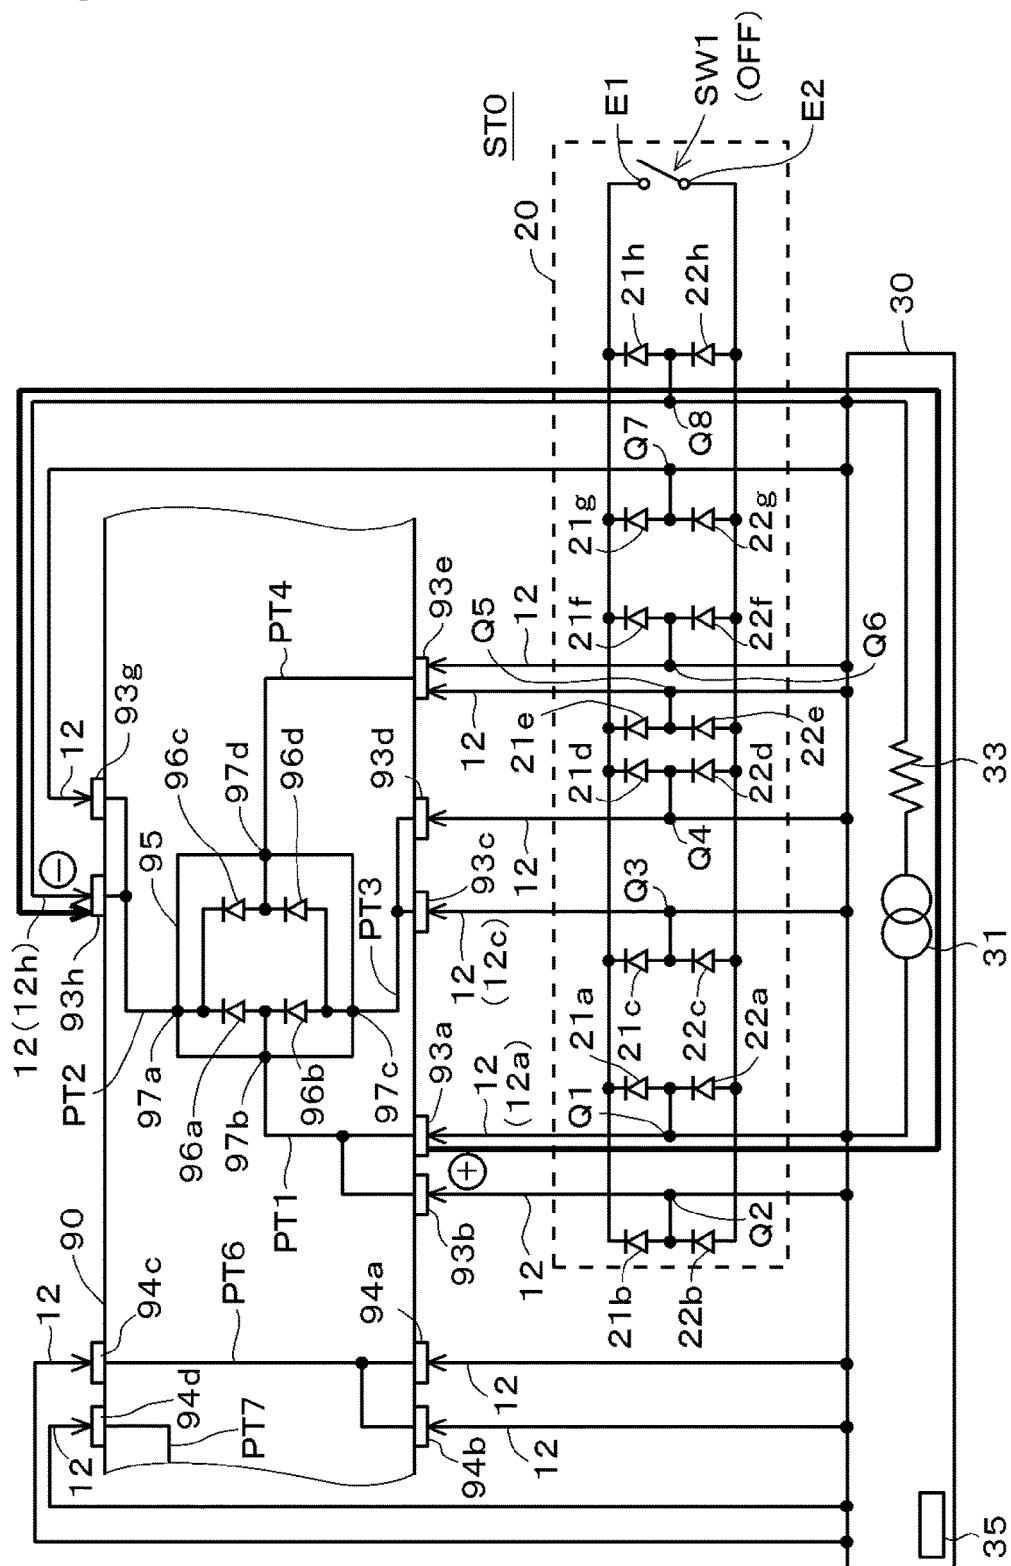 ST0
E1
SW1
(OFF)
E2
20
21h
22h
30
Q7
Q8
21g
22g
93e
12
21f
22f
Q5
Q6
PT4
12
93g
12
21e
22e
96c
97d
96d
93d
21d
22d
33
12
Q4
95
−
12(12h)
93h
PT3
93c
12
(12c)
Q3
31
PT2
97a
96a
97b
96b
97c
93a
12
(12a)
Q1
21a
21c
22c
22a
PT1
+
93b
12
Q2
90
PT6
94c
12
94a
12
21b
22b
94d
12
PT7
94b
12
35